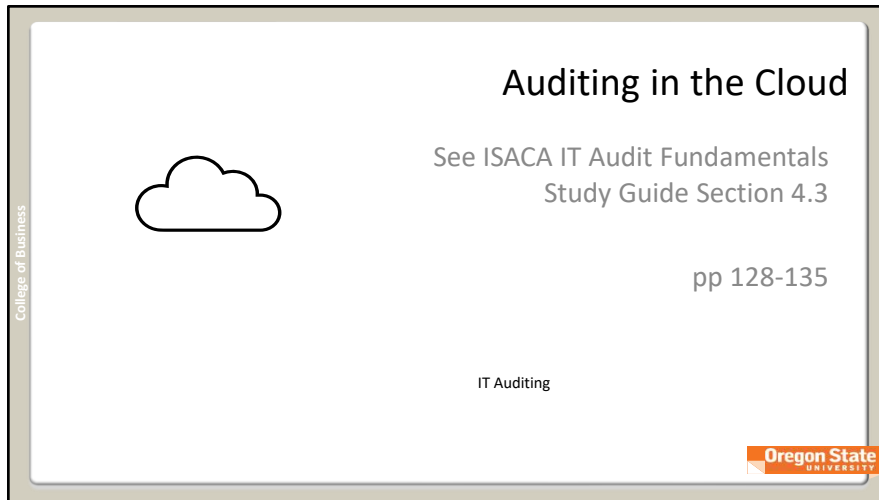 Auditing in the Cloud
See ISACA IT Audit Fundamentals
Study Guide Section 4.3
pp 128-135
IT Auditing
College of Business
Oregon State
UNIVERSITY